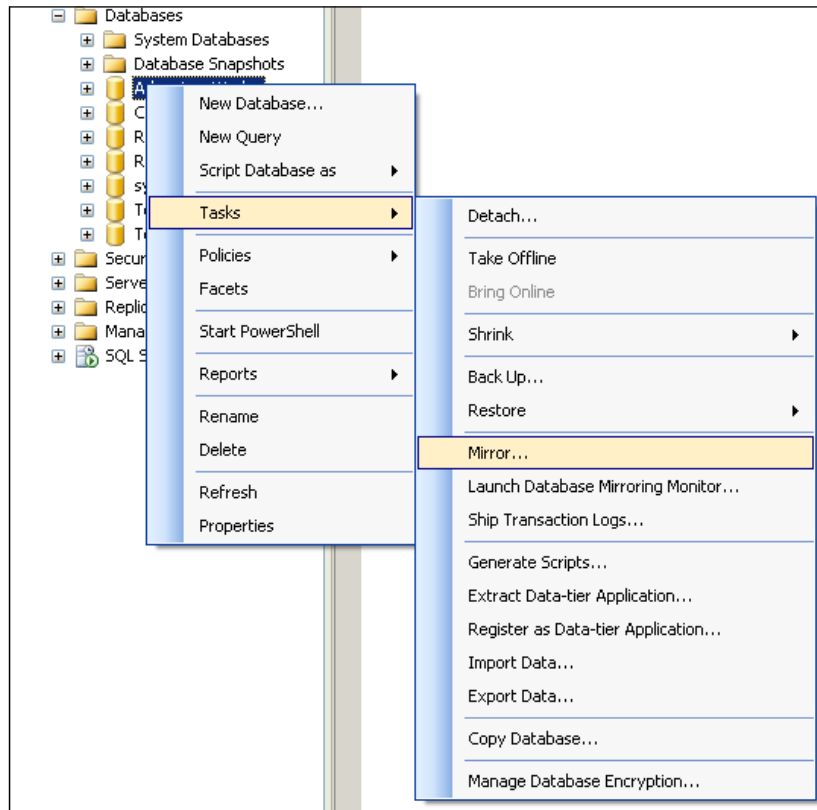 Databases
System Databases
Database Snapshots
New Database...
New Query
Script Database as
Tasks
Policies
Facets
Start PowerShell
Reports
Rename
Delete
Refresh
Properties
Detach...
Take Offline
Bring Online
Shrink
Back Up...
Restore
Mirror...
Launch Database Mirroring Monitor...
Ship Transaction Logs...
Generate Scripts...
Extract Data-tier Application...
Register as Data-tier Application...
Import Data...
Export Data...
Copy Database...
Manage Database Encryption...